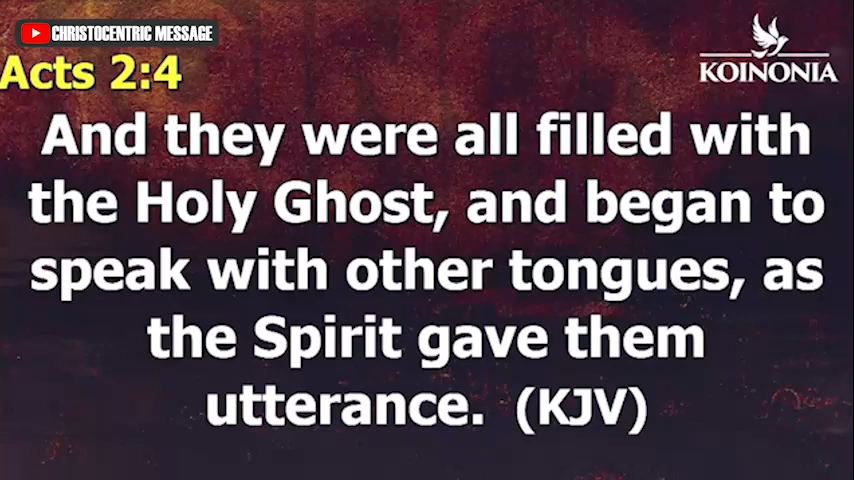 CHRISTOCENTRIC MESSAGE
KOINONIA
Acts 2:4
And they were all filled with
the Holy Ghost, and began to
speak with other tongues, as
the Spirit gave them
utterance. (KJV)